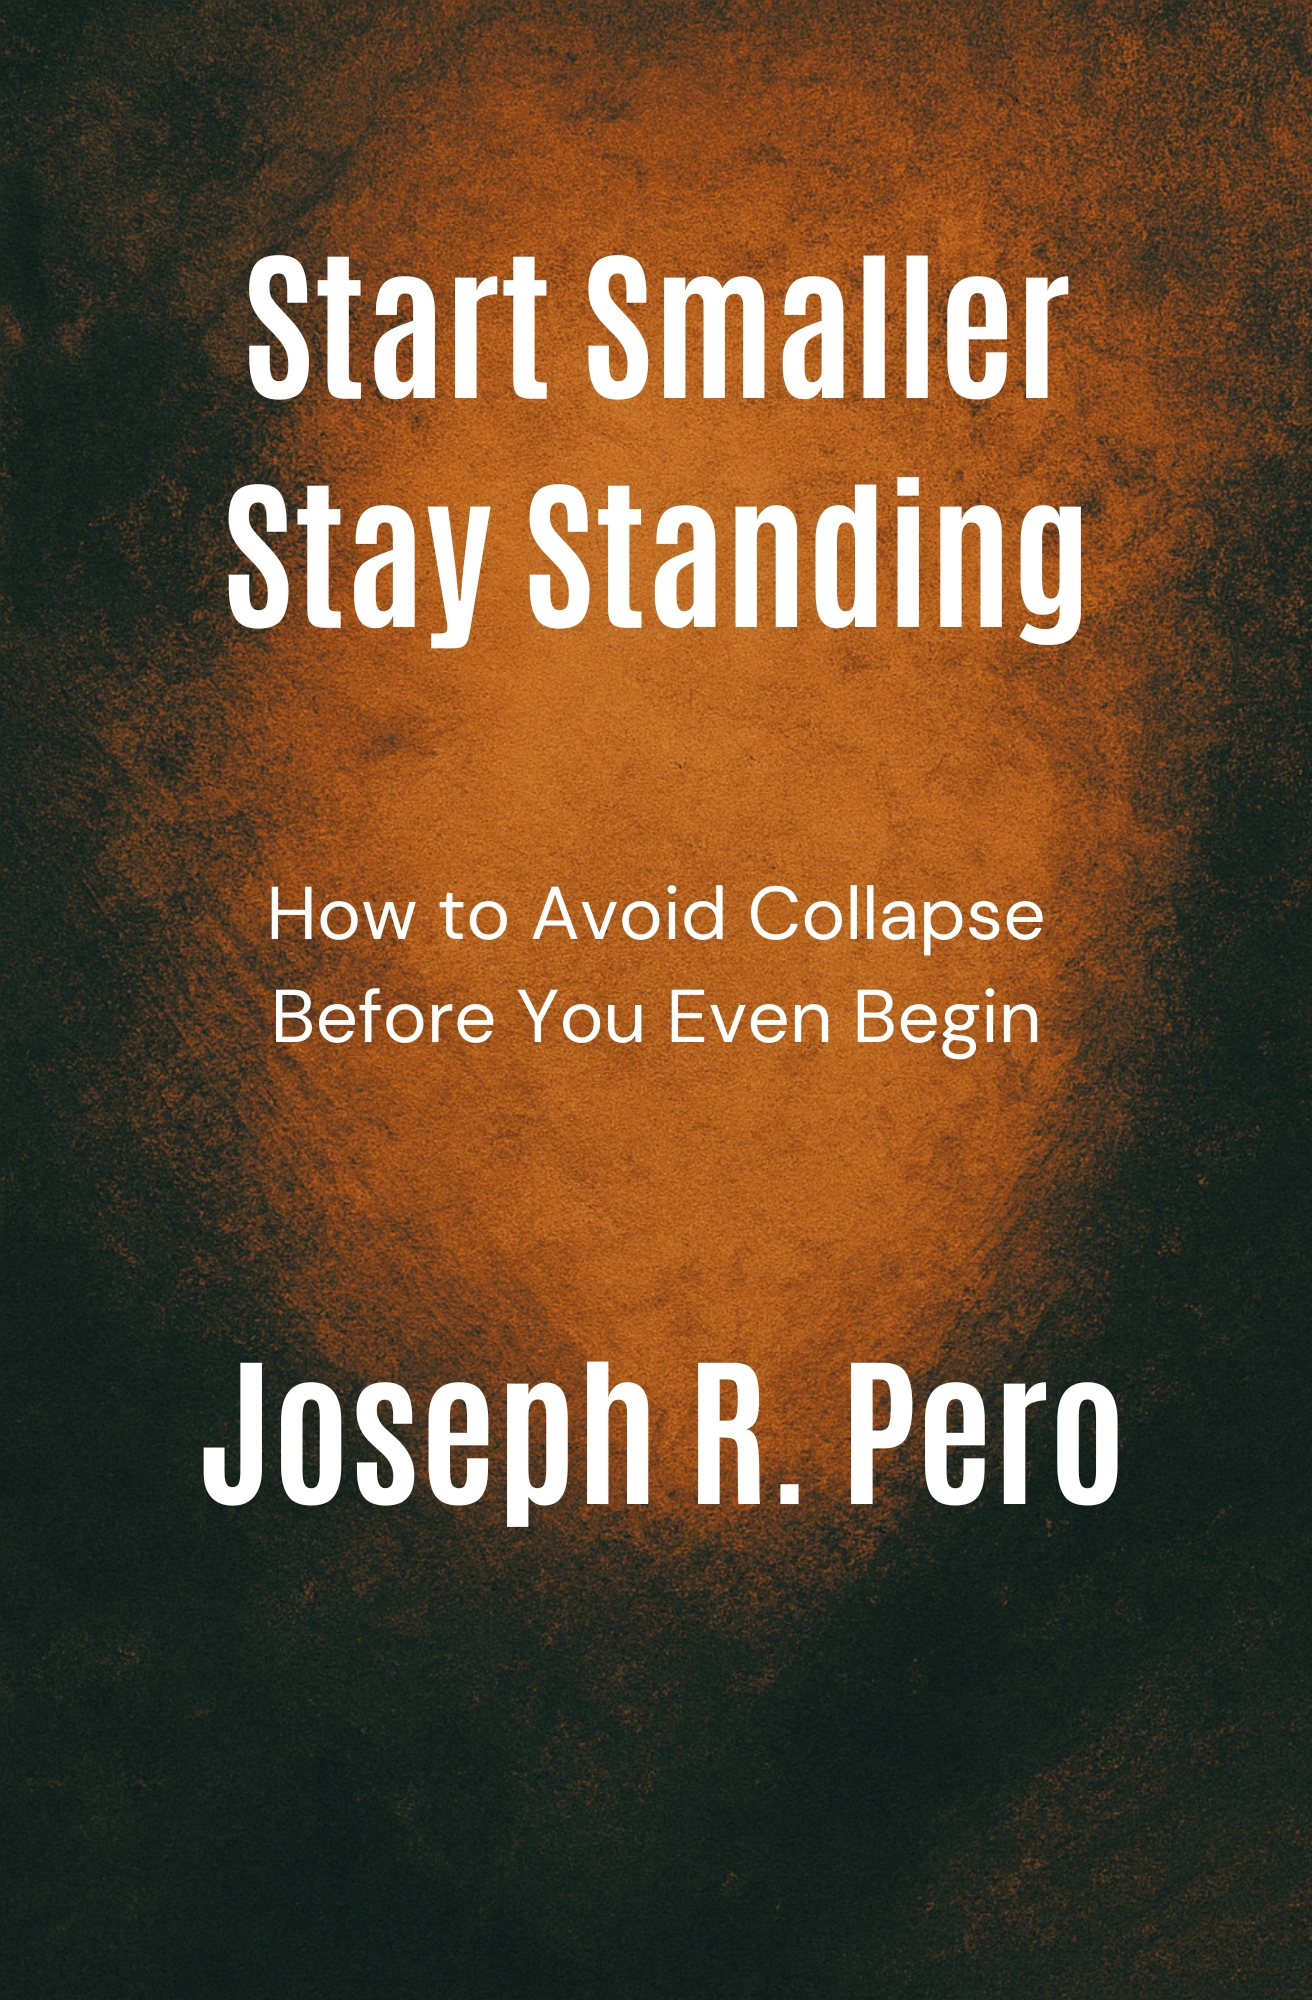 Start Smaller
Stay Standing
How to Avoid Collapse
Before You Even Begin
Joseph R. Pero